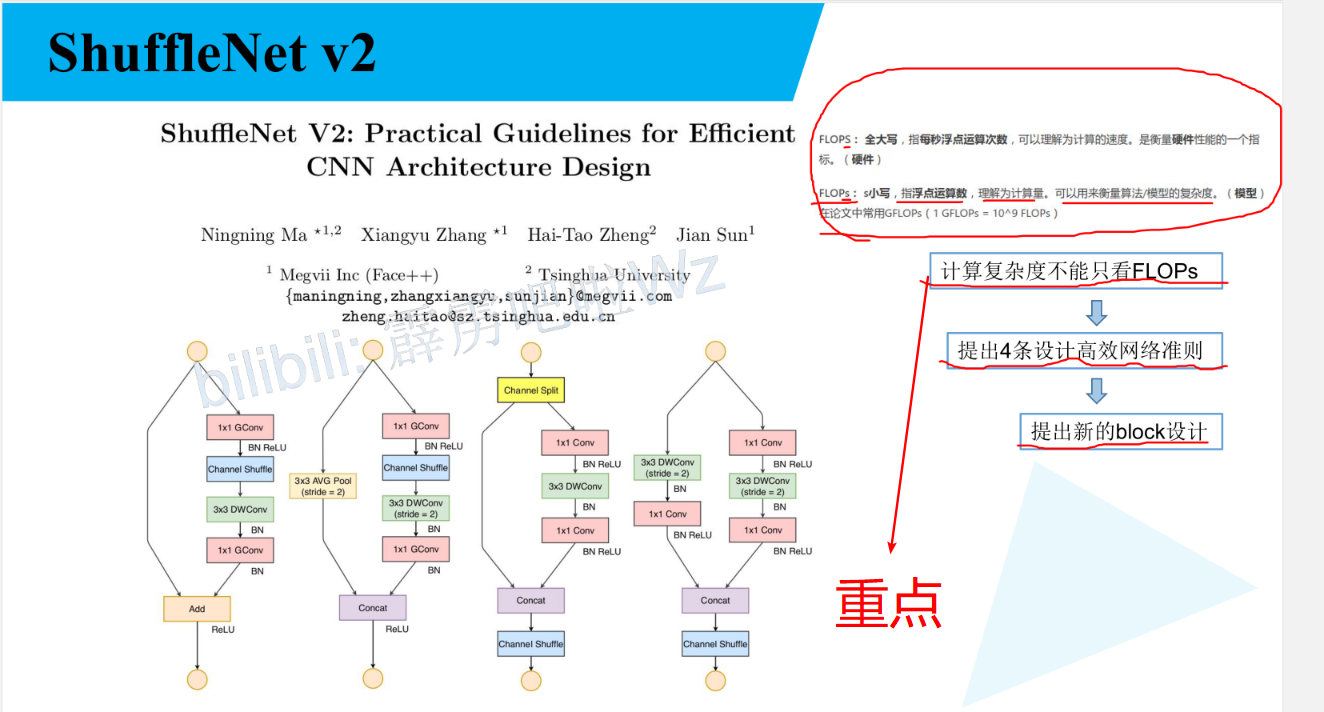 ShuffleNet v2
ShuffleNet V2: Practical Guidelines for Efficient
CNN Architecture Design
Ningning Ma ⋆1,2 Xiangyu Zhang ⋆1 Hai-Tao Zheng2 Jian Sun1
1 Megvii Inc (Face++) 2 Tsinghua University
{maningning,zhangxiangyu,sunjian}@megvii.com
zheng.haitao@sz.tsinghua.edu.cn
bilibili: 霹雳吧啦Wz
FLOPS： 全大写，指每秒浮点运算次数，可以理解为计算的速度。是衡量硬件性能的一个指
标。（硬件）
FLOPs： s小写，指浮点运算数，理解为计算量。可以用来衡量算法/模型的复杂度。（模型）
在论文中常用GFLOPs（1 GFLOPs = 10^9 FLOPs）
计算复杂度不能只看FLOPs
提出4条设计高效网络准则
提出新的block设计
重点
1x1 GConv
BN ReLU
Channel Shuffle
3x3 DWConv
BN
1x1 GConv
BN
Add
ReLU
3x3 AVG Pool
(stride = 2)
1x1 GConv
BN ReLU
Channel Shuffle
3x3 DWConv
(stride = 2)
BN
1x1 GConv
BN
Concat
ReLU
Channel Split
1x1 Conv
BN ReLU
3x3 DWConv
BN
1x1 Conv
BN ReLU
Concat
Channel Shuffle
3x3 DWConv
(stride = 2)
BN
1x1 Conv
BN ReLU
1x1 Conv
BN ReLU
3x3 DWConv
(stride = 2)
BN
1x1 Conv
BN ReLU
Concat
Channel Shuffle